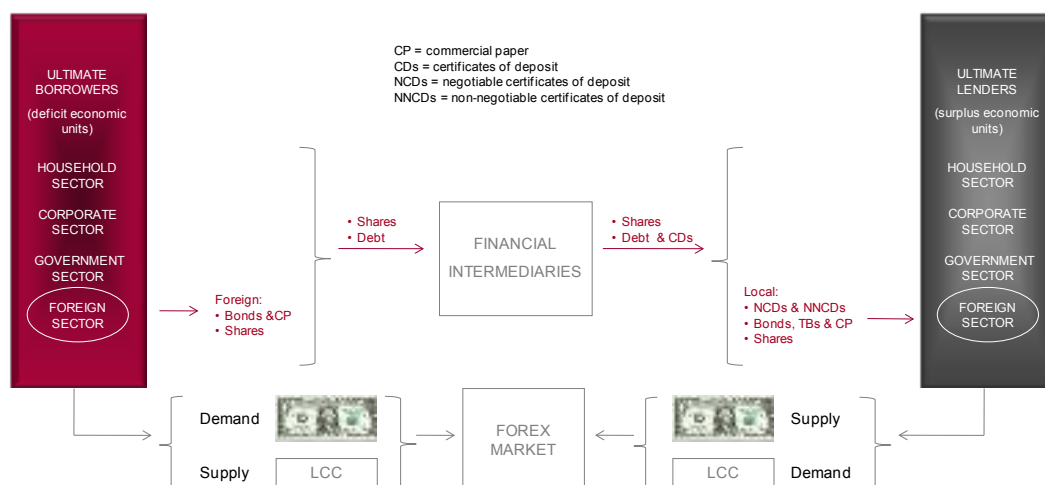 CP = commercial paper
CDs = certificates of deposit
NCDs = negotiable certificates of deposit
NNCDs = non-negotiable certificates of deposit
ULTIMATE
BORROWERS
(deficit economic
units)
HOUSEHOLD
SECTOR
CORPORATE
SECTOR
GOVERNMENT
SECTOR
FOREIGN
SECTOR
Foreign:
• Bonds &CP
• Shares
• Shares
• Debt
FINANCIAL
INTERMEDIARIES
• Shares
• Debt & CDs
Local:
• NCDs & NNCDs
• Bonds, TBs & CP
• Shares
ULTIMATE
LENDERS
(surplus economic
units)
HOUSEHOLD
SECTOR
CORPORATE
SECTOR
GOVERNMENT
SECTOR
FOREIGN
SECTOR
Demand
Supply
LCC
FOREX
MARKET
Supply
LCC
Demand